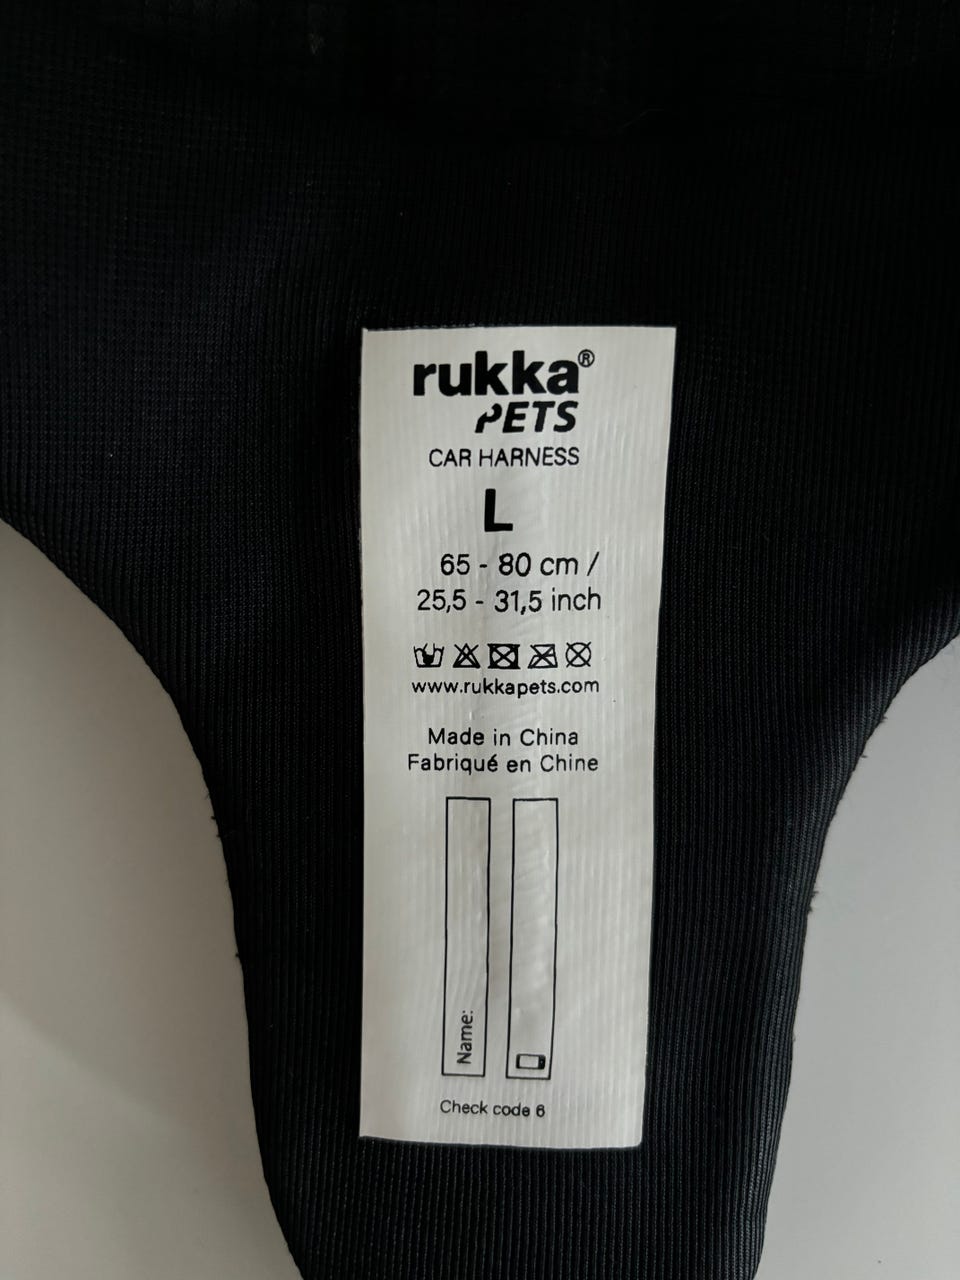 rukka®
PETS
CAR HARNESS
L
65 - 80 cm /
25,5 - 31,5 inch
www.rukkapets.com
Made in China
Fabriqué en Chine
Name:
Check code 6